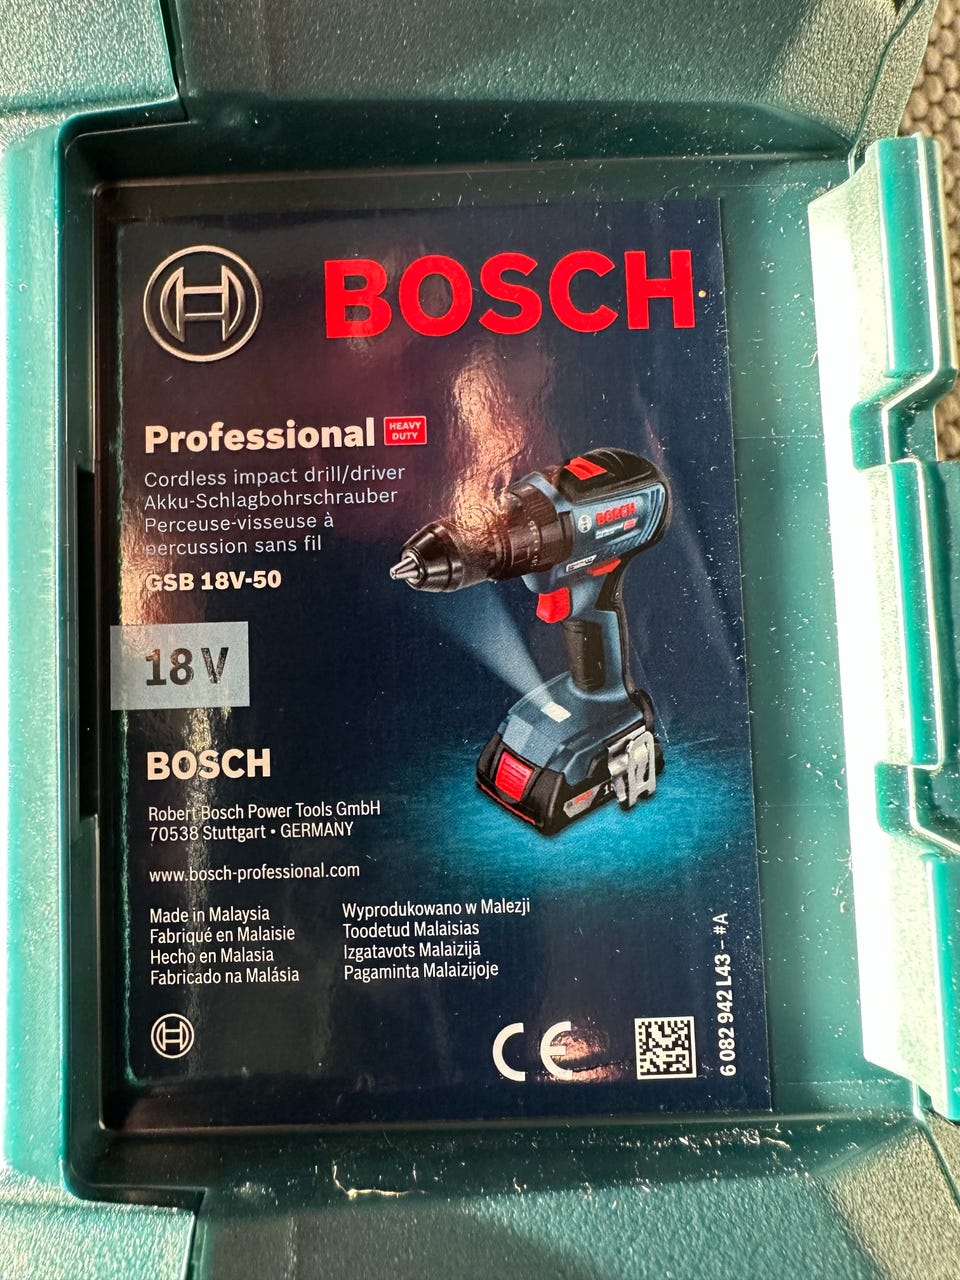 BOSCH
Professional HEAVY DUTY
Cordless impact drill/driver
Akku-Schlagbohrschrauber
Perceuse-visseuse à
percussion sans fil
GSB 18V-50
BOSCH
Professional
18 V
BOSCH
Robert Bosch Power Tools GmbH
70538 Stuttgart • GERMANY
www.bosch-professional.com
Made in Malaysia
Fabriqué en Malaisie
Hecho en Malasia
Fabricado na Malásia
Wyprodukowano w Malezji
Toodetud Malaisias
Izgatavots Malaizijā
Pagaminta Malaizijoje
CE
6 082 942 L43 – #A